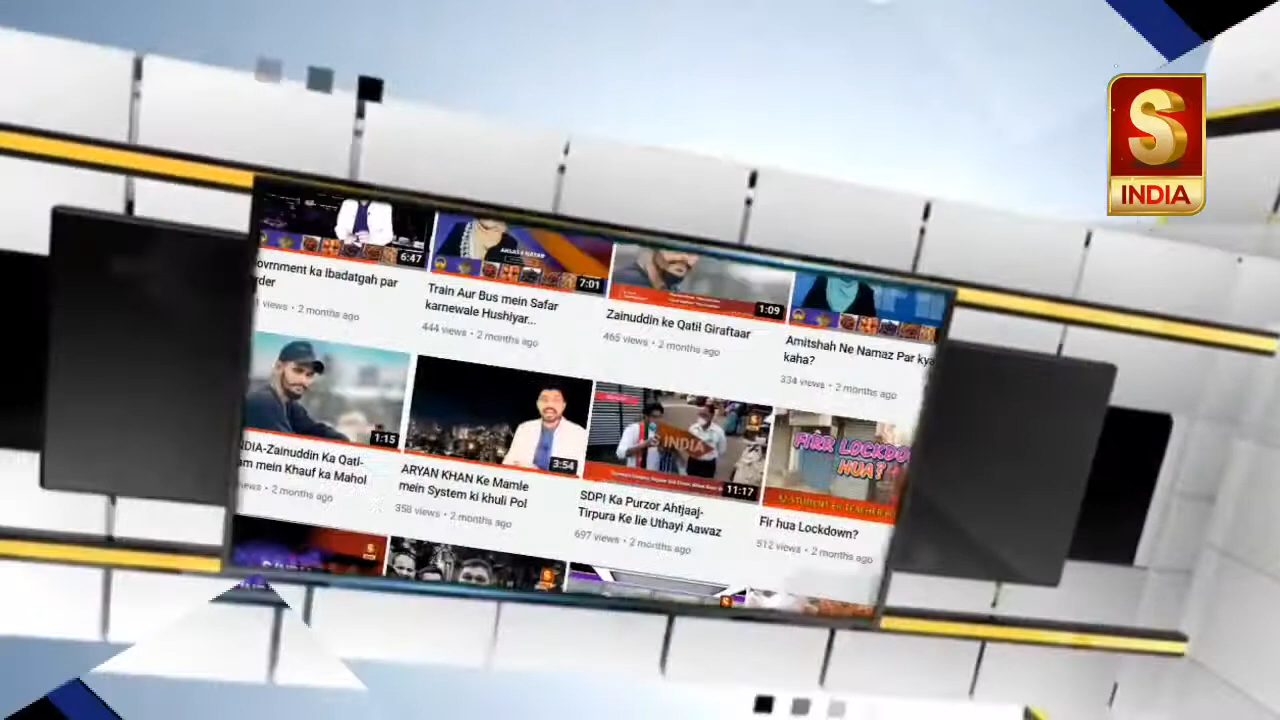 S
INDIA
6:47
7:01
1:09
ovrnment ka Ibadatgah par
rder
views • 2 months ago
Train Aur Bus mein Safar
karnewale Hushiyar...
444 views • 2 months ago
Zainuddin ke Qatil Giraftaar
465 views • 2 months ago
Amitshah Ne Namaz Par kya
kaha?
334 views • 2 months ago
1:15
3:54
INDIA
11:17
FIRR LOCKDO
HUA?
NDIA-Zainuddin Ka Qatl-
am mein Khauf ka Mahol
views • 2 months ago
ARYAN KHAN Ke Mamle
mein System ki khuli Pol
358 views • 2 months ago
SDPI Ka Purzor Ahtjaaj-
Tirpura Ke lie Uthayi Aawaz
697 views • 2 months ago
Fir hua Lockdown?
512 views • 2 months ago